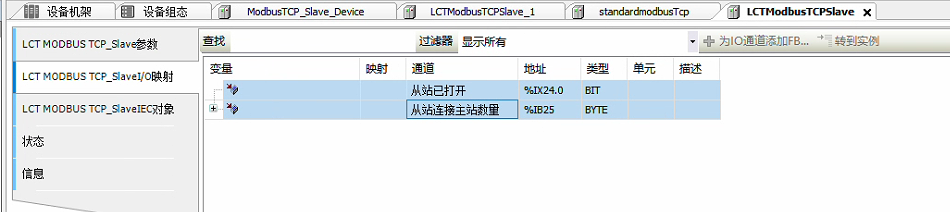 设备机架 设备组态 ModbusTCP_Slave_Device LCTModbusTCPSlave_1 standardmodbusTcp LCTModbusTCPSlave
LCT MODBUS TCP_Slave参数
LCT MODBUS TCP_SlaveI/O映射
LCT MODBUS TCP_SlaveIEC对象
状态
信息
查找 过滤器 显示所有 为IO通道添加FB... 转到实例
变量 映射 通道 地址 类型 单元 描述
从站已打开 %IX24.0 BIT
从站连接主站数量 %IB25 BYTE